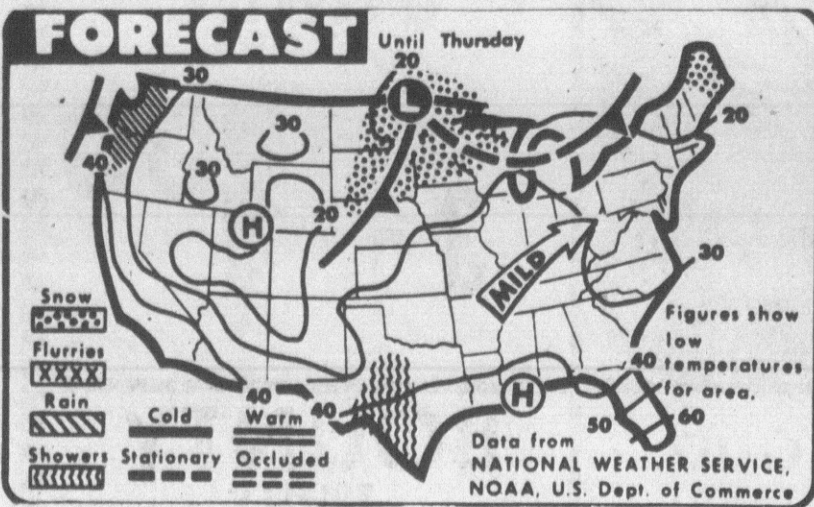 FORECAST
Until Thursday
20
30
L
30
40
30
20
20
H
MILD
30
Snow
Flurries
Rain
Showers
Cold
Stationary
Warm
Occluded
40
40
H
40
50
60
Figures show
low
temperatures
for area.
Data from
NATIONAL WEATHER SERVICE,
NOAA, U.S. Dept. of Commerce